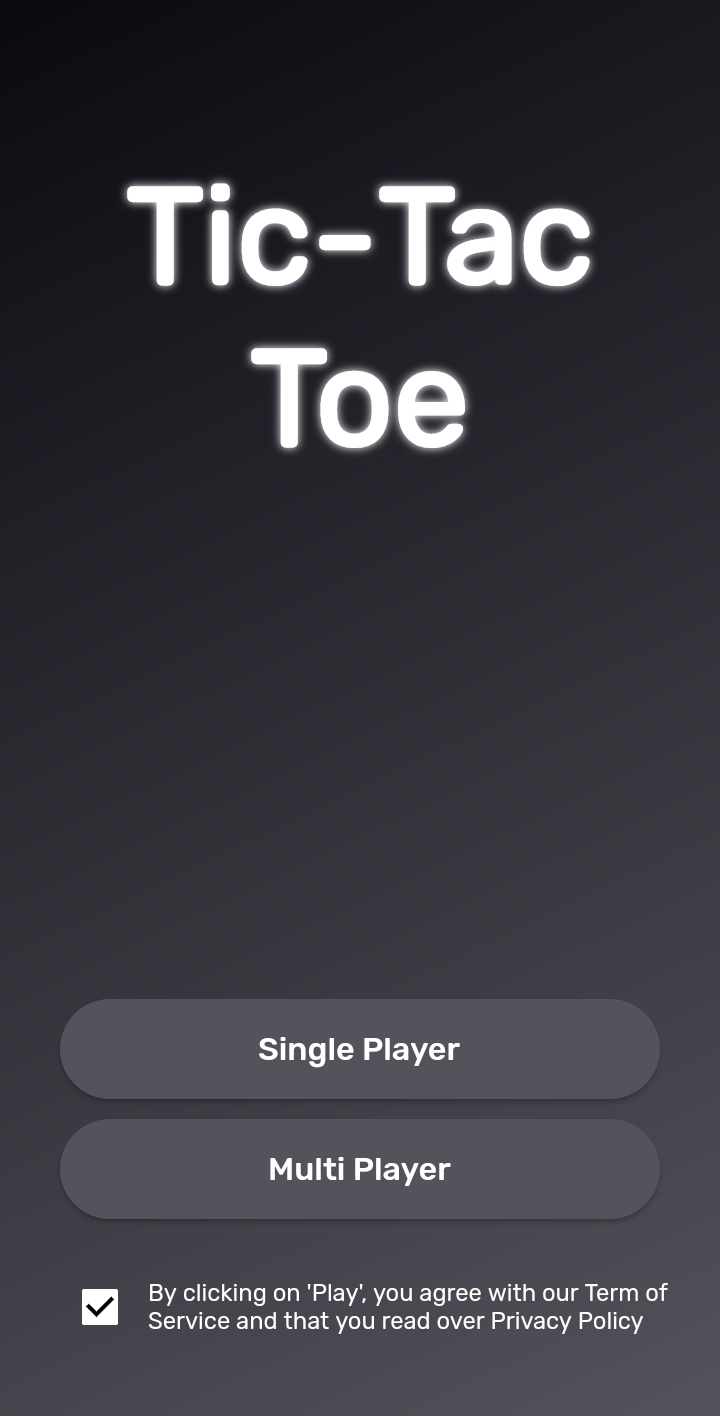 Tic-Tac
Toe
Single Player
Multi Player
By clicking on 'Play', you agree with our Term of
Service and that you read over Privacy Policy